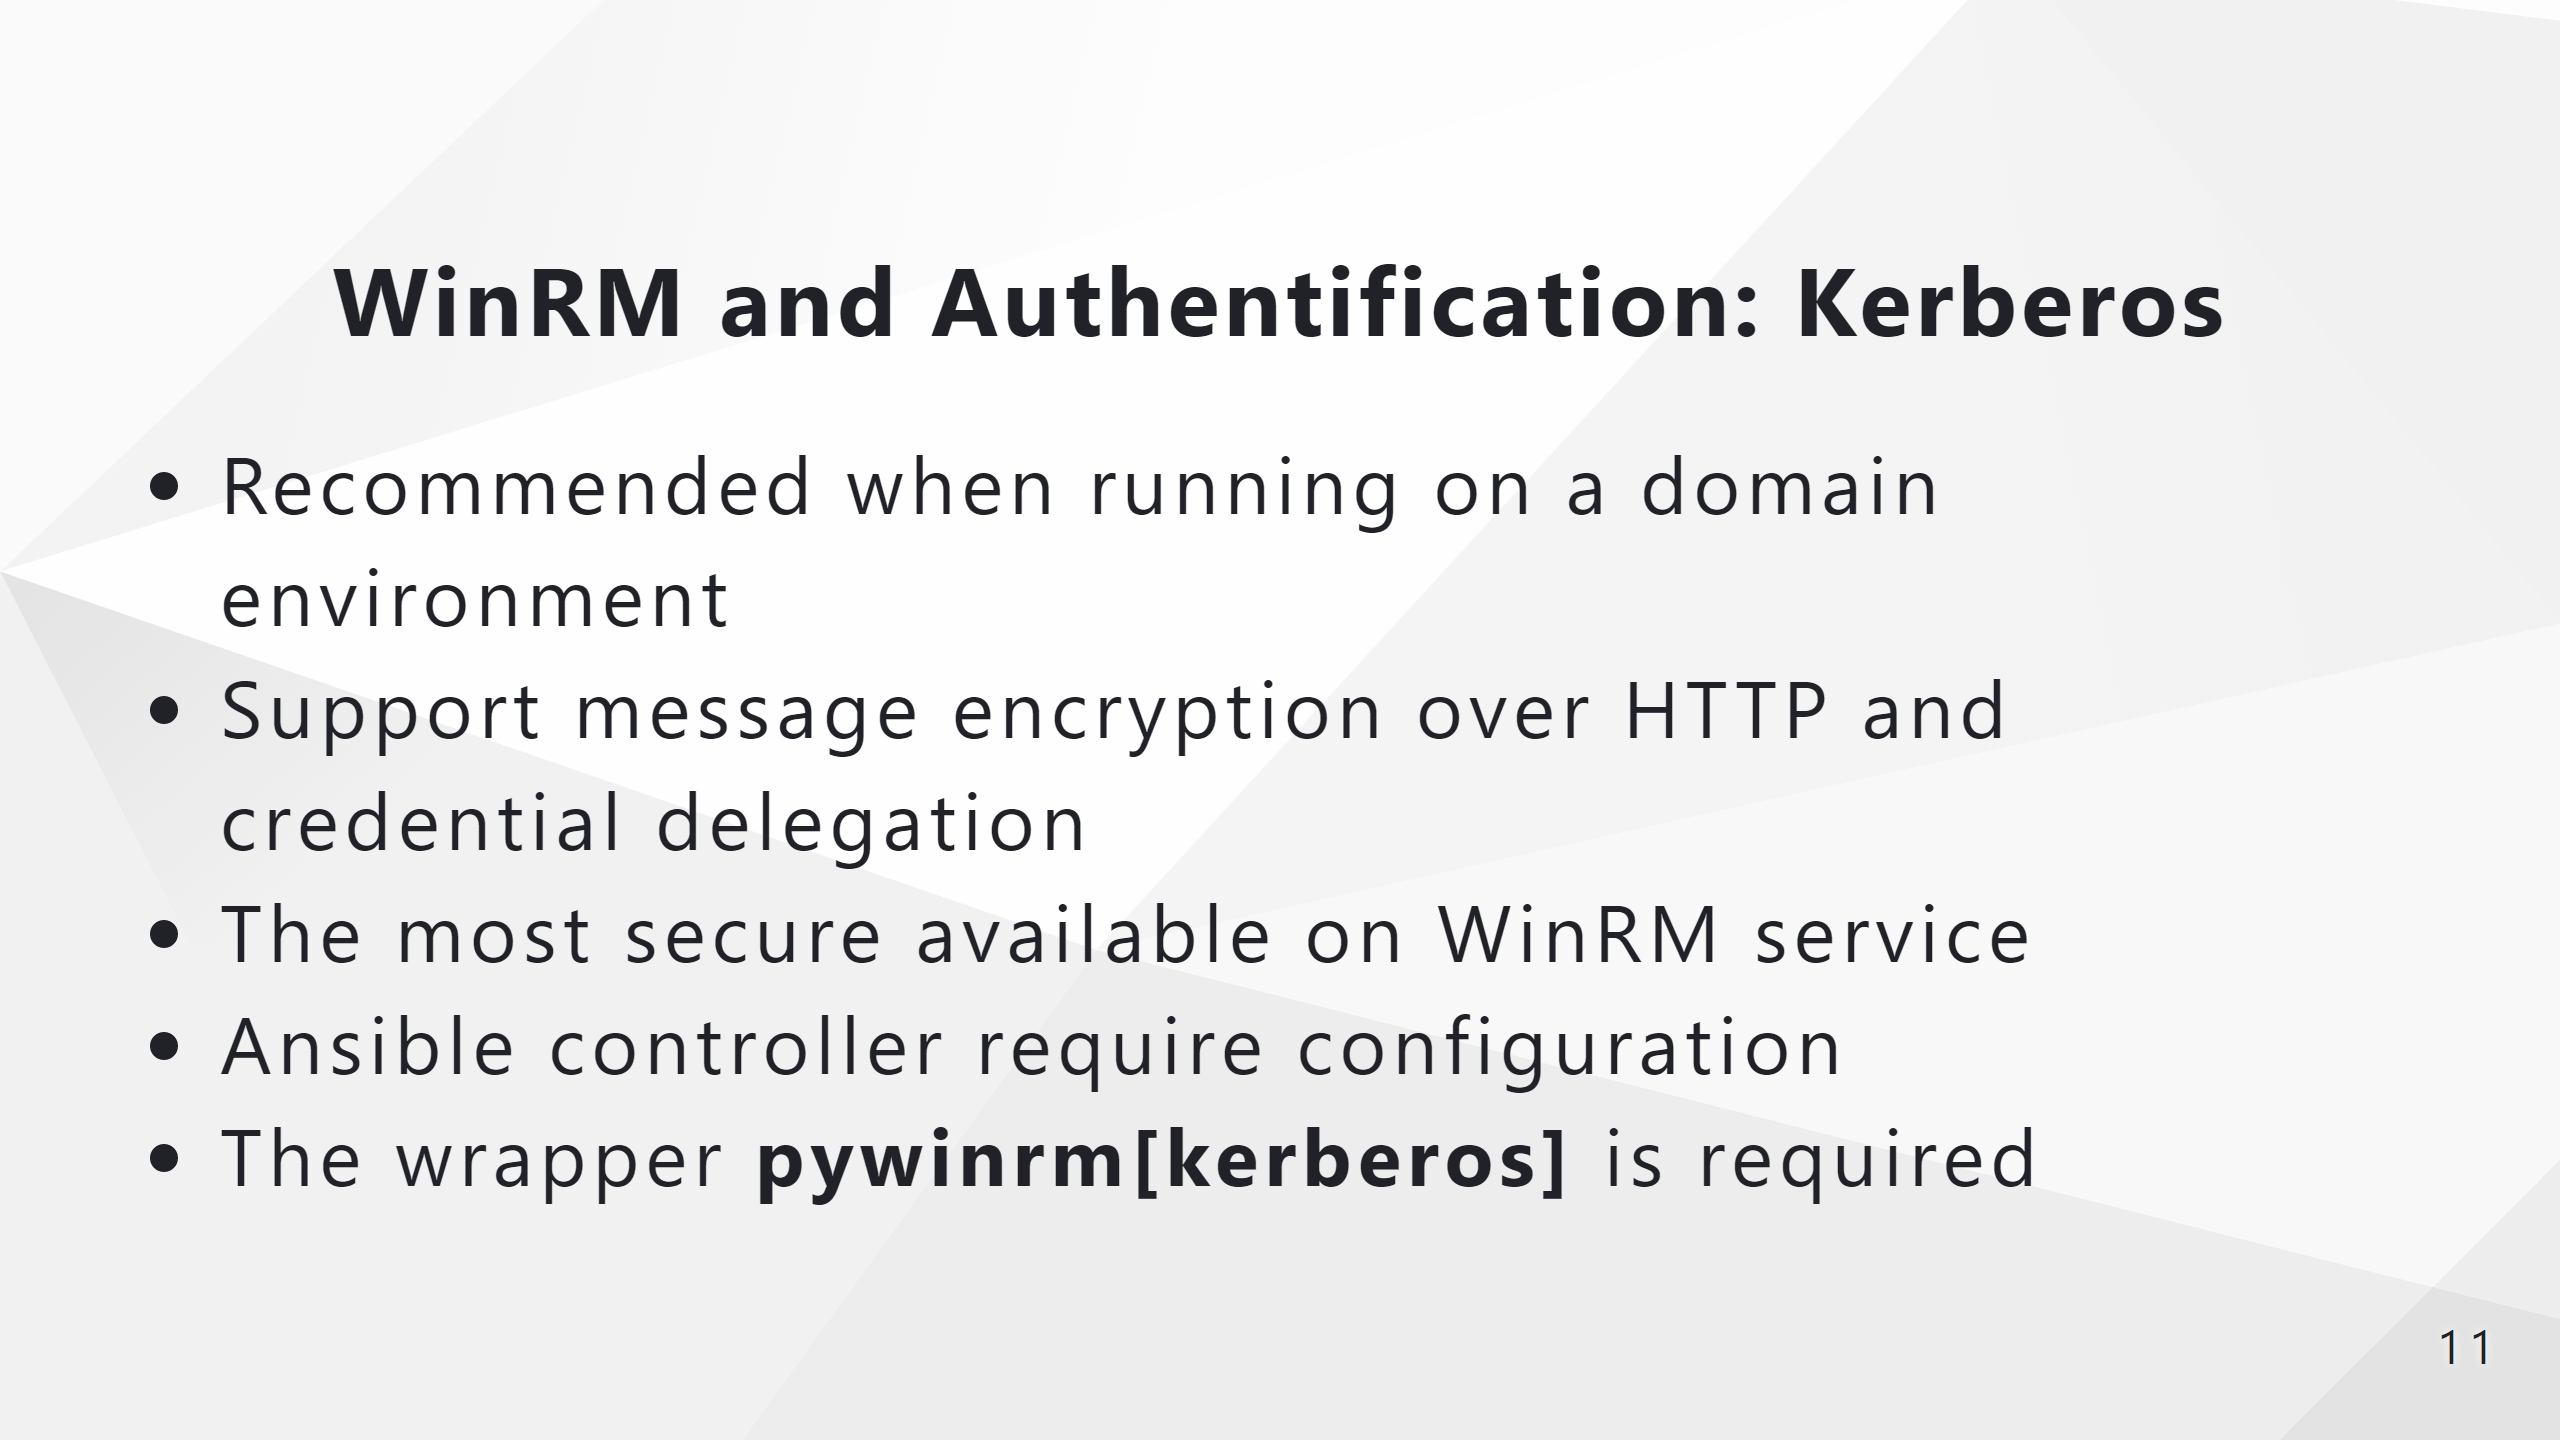 WinRM and Authentification: Kerberos
• Recommended when running on a domain
environment
• Support message encryption over HTTP and
credential delegation
• The most secure available on WinRM service
• Ansible controller require configuration
• The wrapper pywinrm[kerberos] is required
11